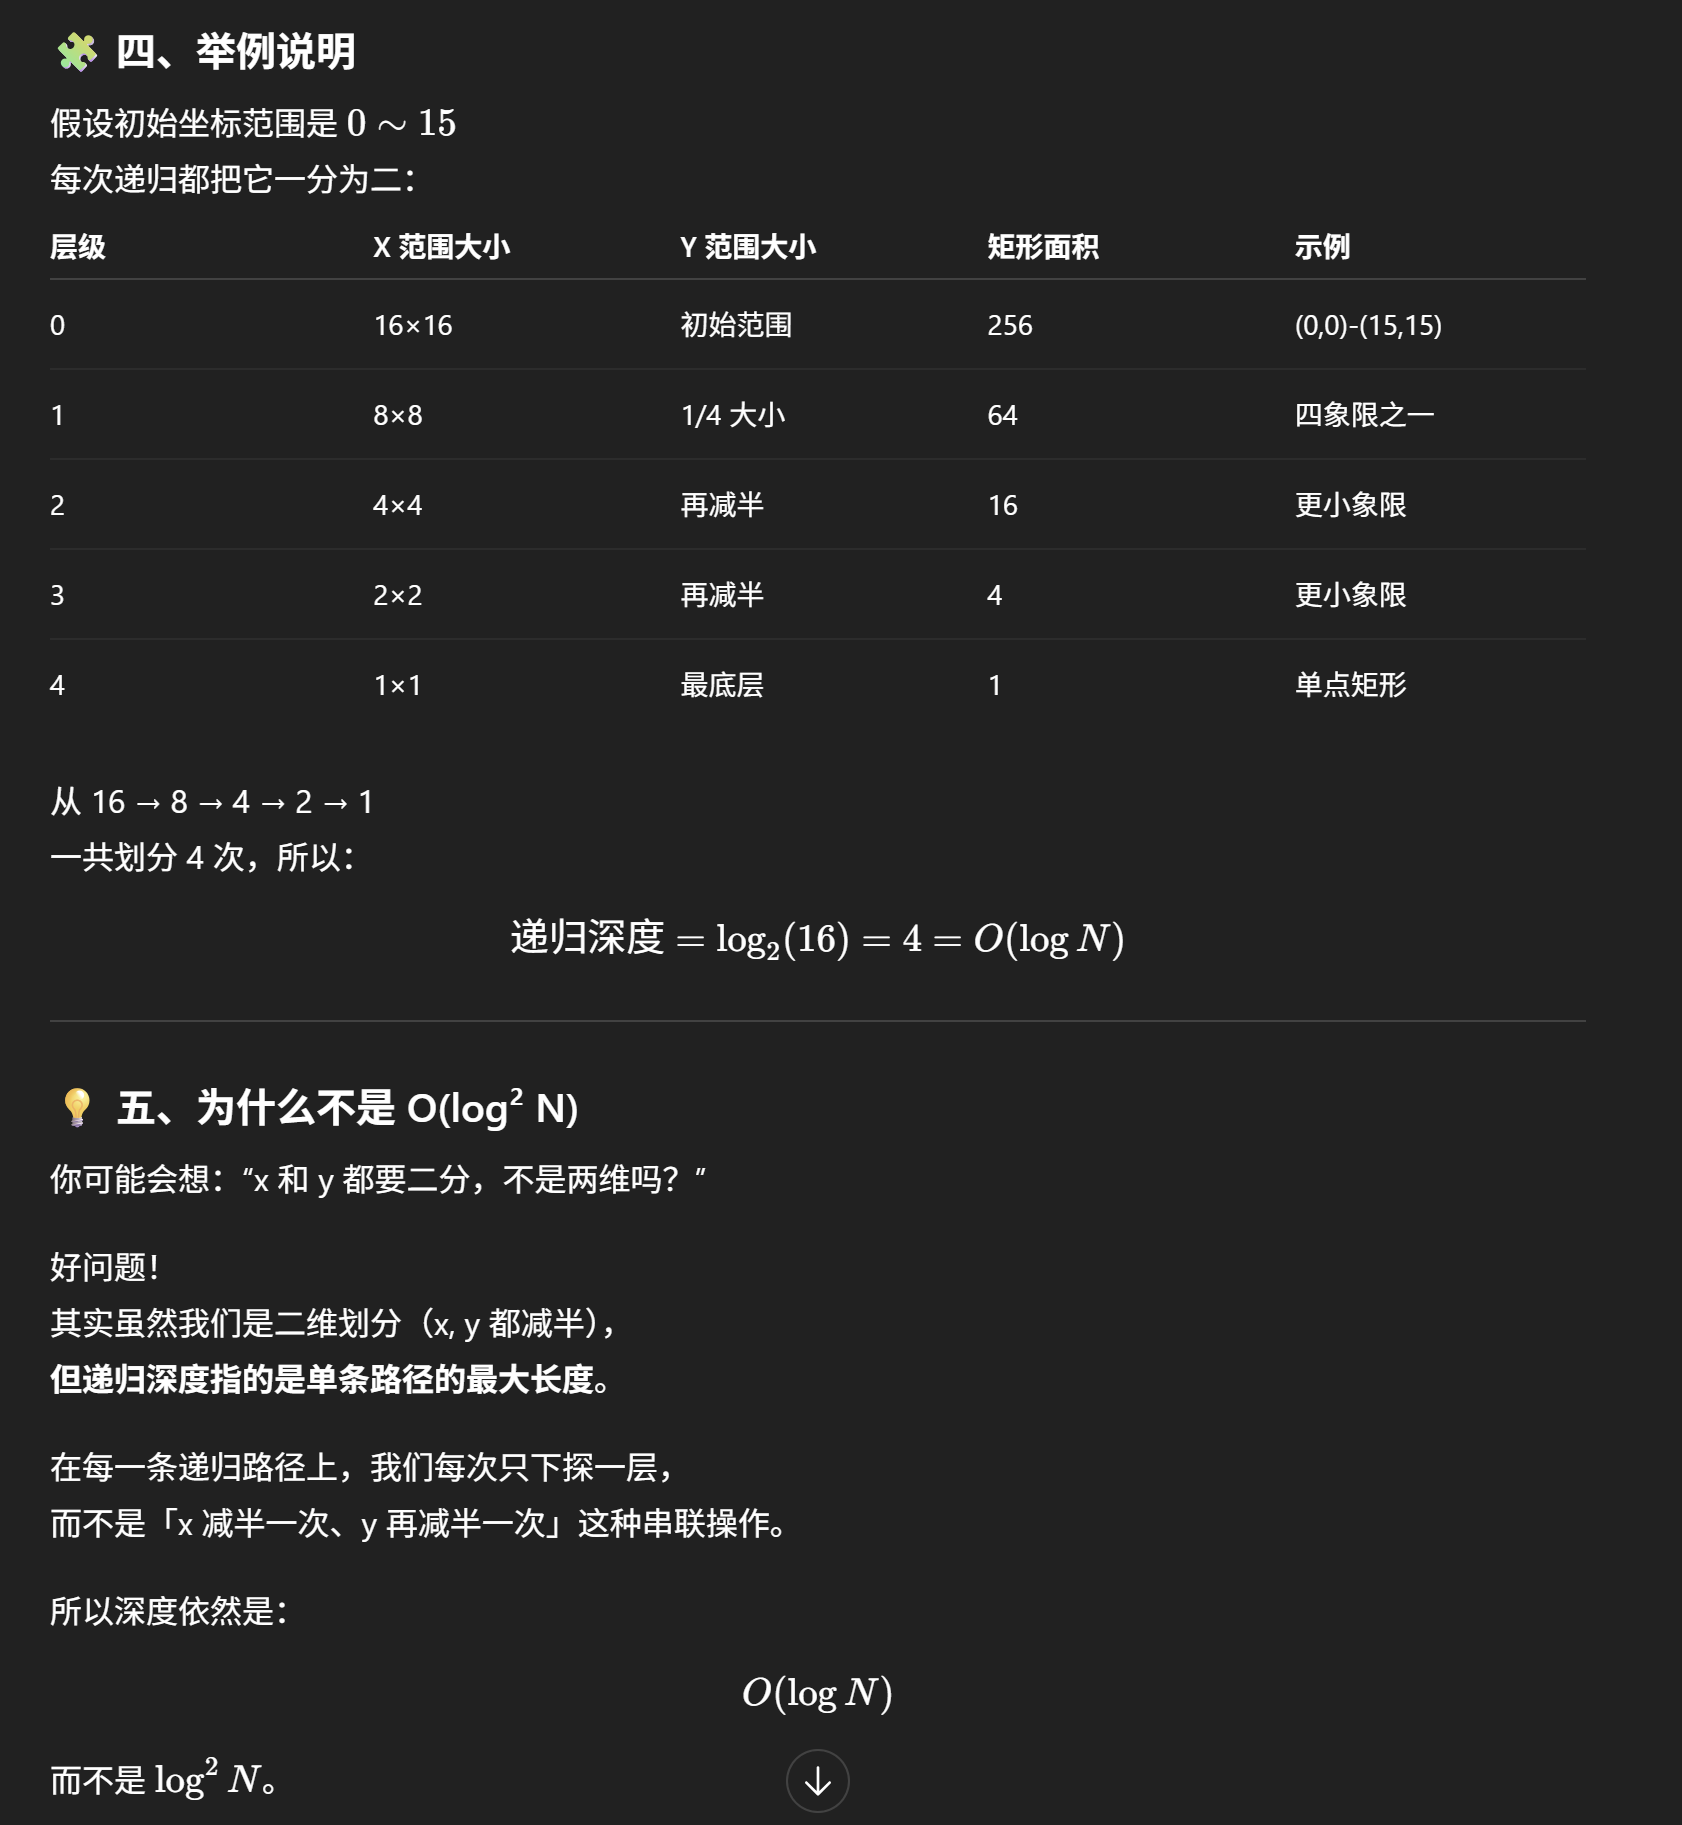 🧩 四、举例说明
假设初始坐标范围是 0 ∼ 15
每次递归都把它一分为二：
层级 X 范围大小 Y 范围大小 矩形面积 示例
0 16×16 初始范围 256 (0,0)-(15,15)
1 8×8 1/4 大小 64 四象限之一
2 4×4 再减半 16 更小象限
3 2×2 再减半 4 更小象限
4 1×1 最底层 1 单点矩形
从 16 → 8 → 4 → 2 → 1
一共划分 4 次，所以：
递归深度 = log₂(16) = 4 = O(log N)
💡 五、为什么不是 O(log² N)
你可能会想：“x 和 y 都要二分，不是两维吗？”
好问题！
其实虽然我们是二维划分（x, y 都减半），
但递归深度指的是单条路径的最大长度。
在每一条递归路径上，我们每次只下探一层，
而不是「x 减半一次、y 再减半一次」这种串联操作。
所以深度依然是：
O(log N)
而不是 log² N。